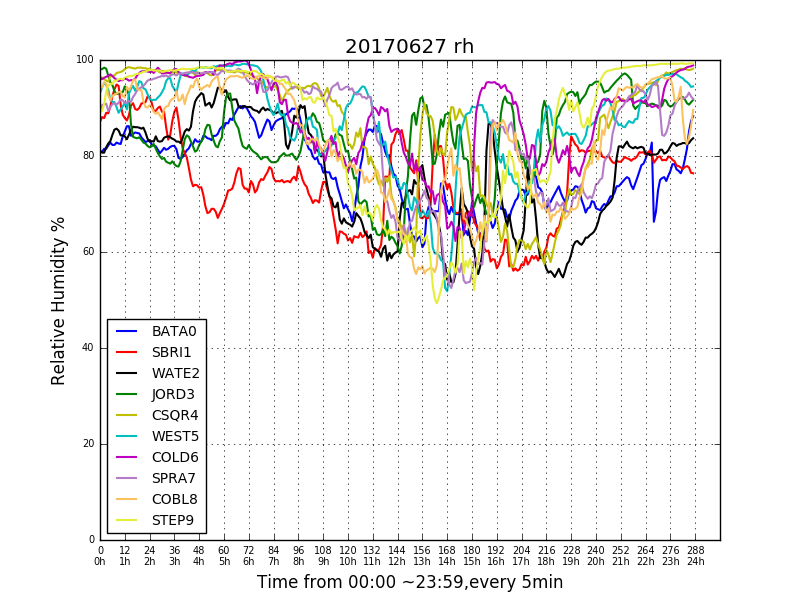 20170627 rh
100
80
60
40
20
0
Relative Humidity %
BATA0
SBRI1
WATE2
JORD3
CSQR4
WEST5
COLD6
SPRA7
COBL8
STEP9
0 12 24 36 48 60 72 84 96 108 120 132 144 156 168 180 192 204 216 228 240 252 264 276 288
0h 1h 2h 3h 4h 5h 6h 7h 8h 9h 10h 11h 12h 13h 14h 15h 16h 17h 18h 19h 20h 21h 22h 23h 24h
Time from 00:00 ~23:59,every 5min